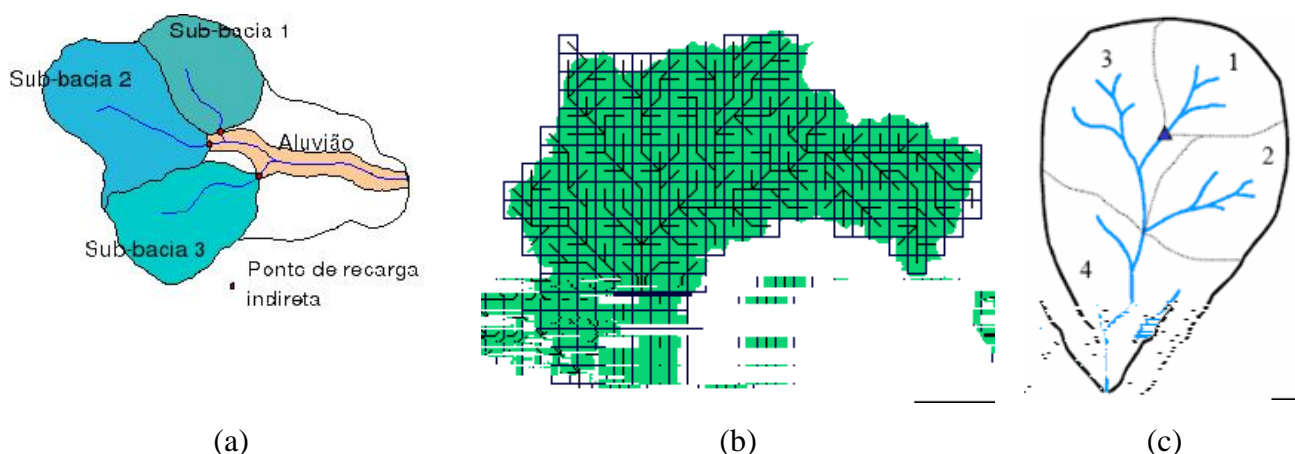 Sub-bacia 1
Sub-bacia 2
Aluvião
Sub-bacia 3
Ponto de recarga
indireta
3
1
2
4
(a)
(b)
(c)